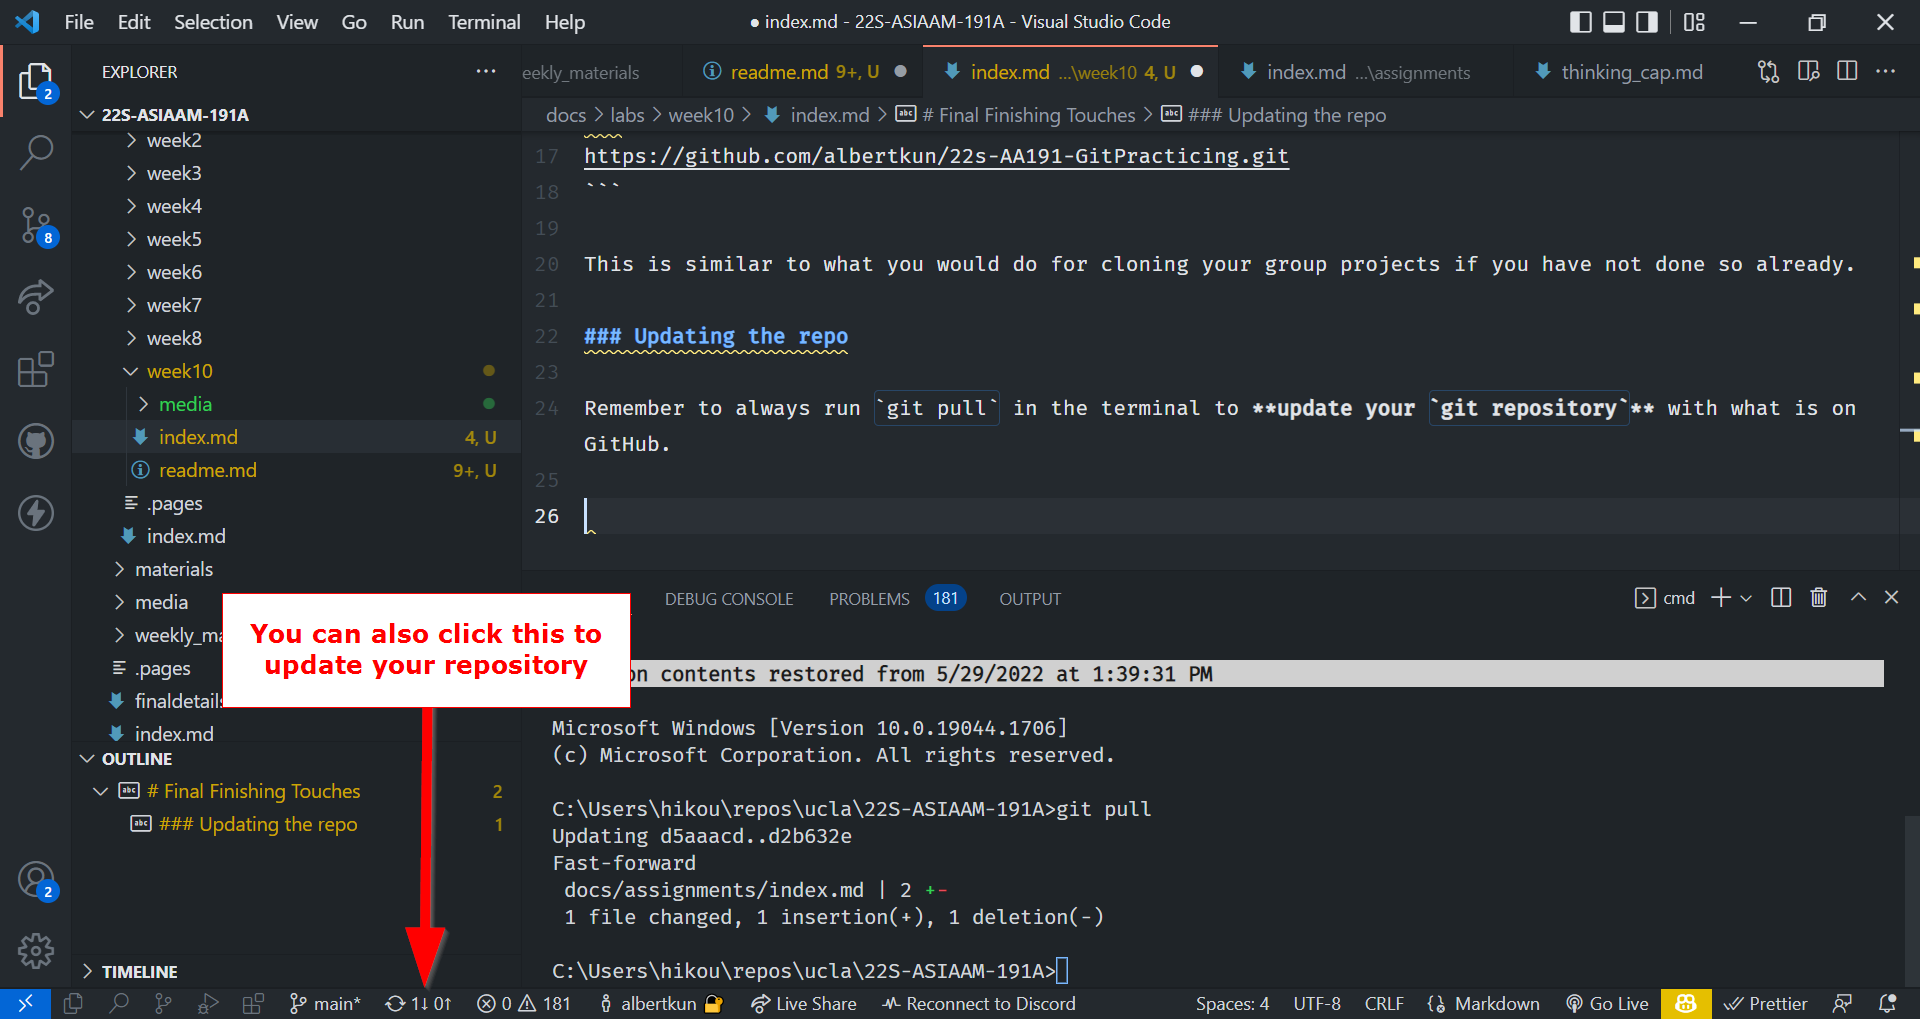 File Edit Selection View Go Run Terminal Help
● index.md - 22S-ASIAAM-191A - Visual Studio Code
EXPLORER
22S-ASIAAM-191A
week2
week3
week4
week5
week6
week7
week8
week10
media
index.md 4, U
readme.md 9+, U
.pages
index.md
materials
media
weekly_ma
.pages
finaldetails
index.md
OUTLINE
# Final Finishing Touches 2
### Updating the repo 1
TIMELINE
2
8
2
eekly_materials
readme.md 9+, U
index.md ...\week10 4, U
index.md ...\assignments
thinking_cap.md
docs > labs > week10 > index.md > # Final Finishing Touches > ### Updating the repo
17 https://github.com/albertkun/22s-AA191-GitPracticing.git
18 ```
19
20 This is similar to what you would do for cloning your group projects if you have not done so already.
21
22 ### Updating the repo
23
24 Remember to always run `git pull` in the terminal to **update your `git repository`** with what is on
GitHub.
25
26
You can also click this to
update your repository
DEBUG CONSOLE PROBLEMS 181 OUTPUT
cmd
on contents restored from 5/29/2022 at 1:39:31 PM
Microsoft Windows [Version 10.0.19044.1706]
(c) Microsoft Corporation. All rights reserved.
C:\Users\hikou\repos\ucla\22S-ASIAAM-191A>git pull
Updating d5aaacd..d2b632e
Fast-forward
docs/assignments/index.md | 2 +-
1 file changed, 1 insertion(+), 1 deletion(-)
C:\Users\hikou\repos\ucla\22S-ASIAAM-191A>
main* 1↓ 0↑ 0 181 albertkun Live Share Reconnect to Discord Spaces: 4 UTF-8 CRLF Markdown Go Live Prettier